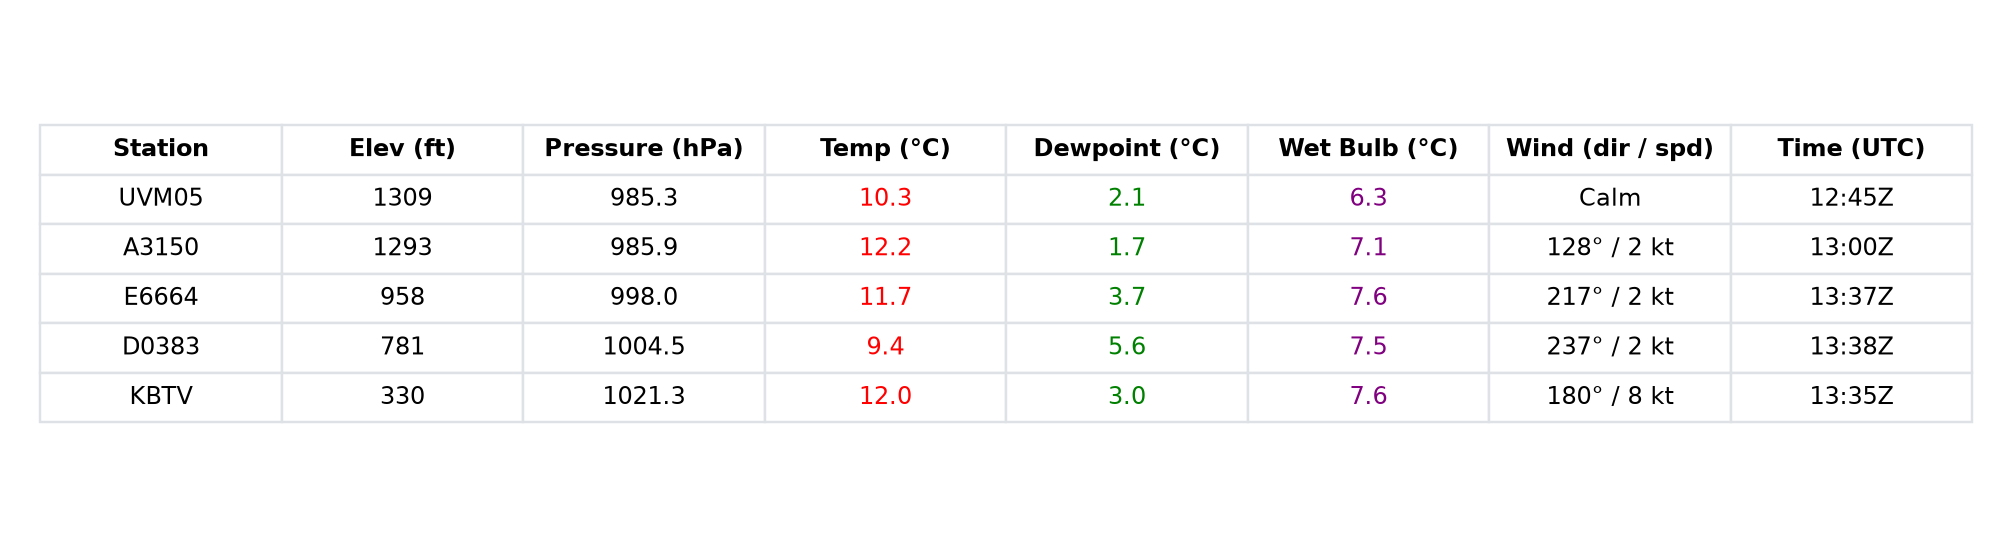 Station Elev (ft) Pressure (hPa) Temp (°C) Dewpoint (°C) Wet Bulb (°C) Wind (dir / spd) Time (UTC)
UVM05 1309 985.3 10.3 2.1 6.3 Calm 12:45Z
A3150 1293 985.9 12.2 1.7 7.1 128° / 2 kt 13:00Z
E6664 958 998.0 11.7 3.7 7.6 217° / 2 kt 13:37Z
D0383 781 1004.5 9.4 5.6 7.5 237° / 2 kt 13:38Z
KBTV 330 1021.3 12.0 3.0 7.6 180° / 8 kt 13:35Z